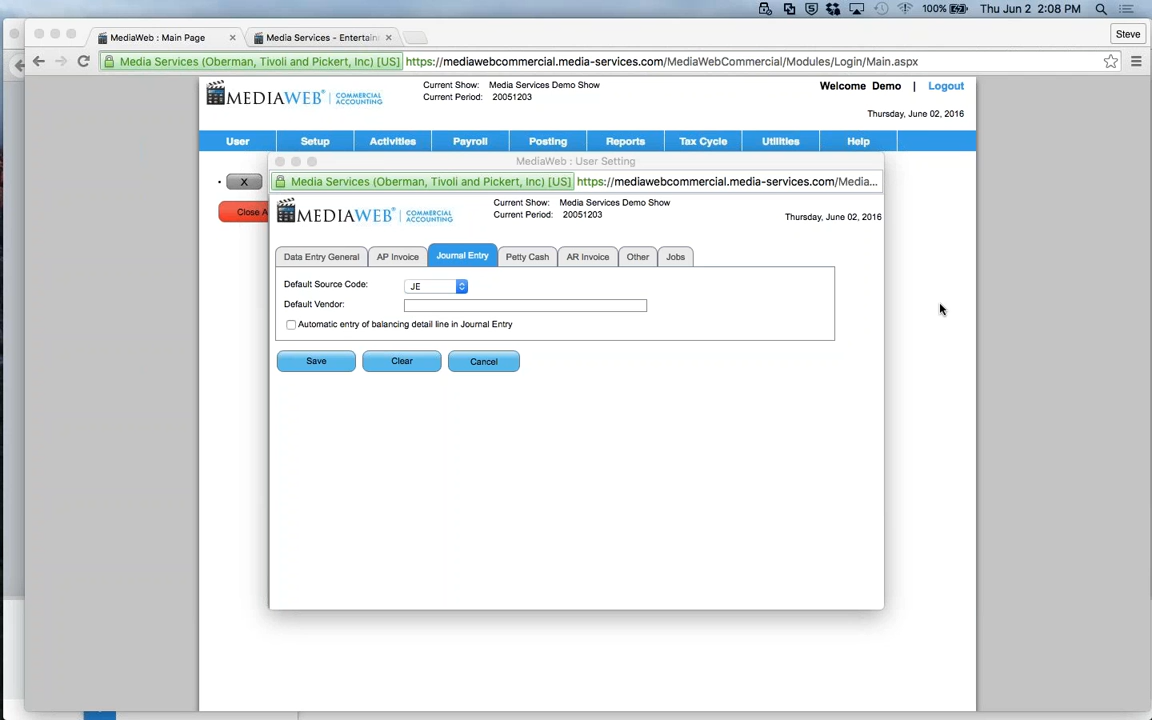 100% Thu Jun 2 2:08 PM
MediaWeb : Main Page
Media Services - Entertain
Steve
Media Services (Oberman, Tivoli and Pickert, Inc) [US] https://mediawebcommercial.media-services.com/MediaWebCommercial/Modules/Login/Main.aspx
MEDIAWEB® | COMMERCIAL ACCOUNTING
Current Show: Media Services Demo Show
Current Period: 20051203
Welcome Demo | Logout
Thursday, June 02, 2016
User Setup Activities Payroll Posting Reports Tax Cycle Utilities Help
X
Close A
MediaWeb : User Setting
Media Services (Oberman, Tivoli and Pickert, Inc) [US] https://mediawebcommercial.media-services.com/Media...
MEDIAWEB® | COMMERCIAL ACCOUNTING
Current Show: Media Services Demo Show
Current Period: 20051203
Thursday, June 02, 2016
Data Entry General AP Invoice Journal Entry Petty Cash AR Invoice Other Jobs
Default Source Code: JE
Default Vendor:
Automatic entry of balancing detail line in Journal Entry
Save Clear Cancel